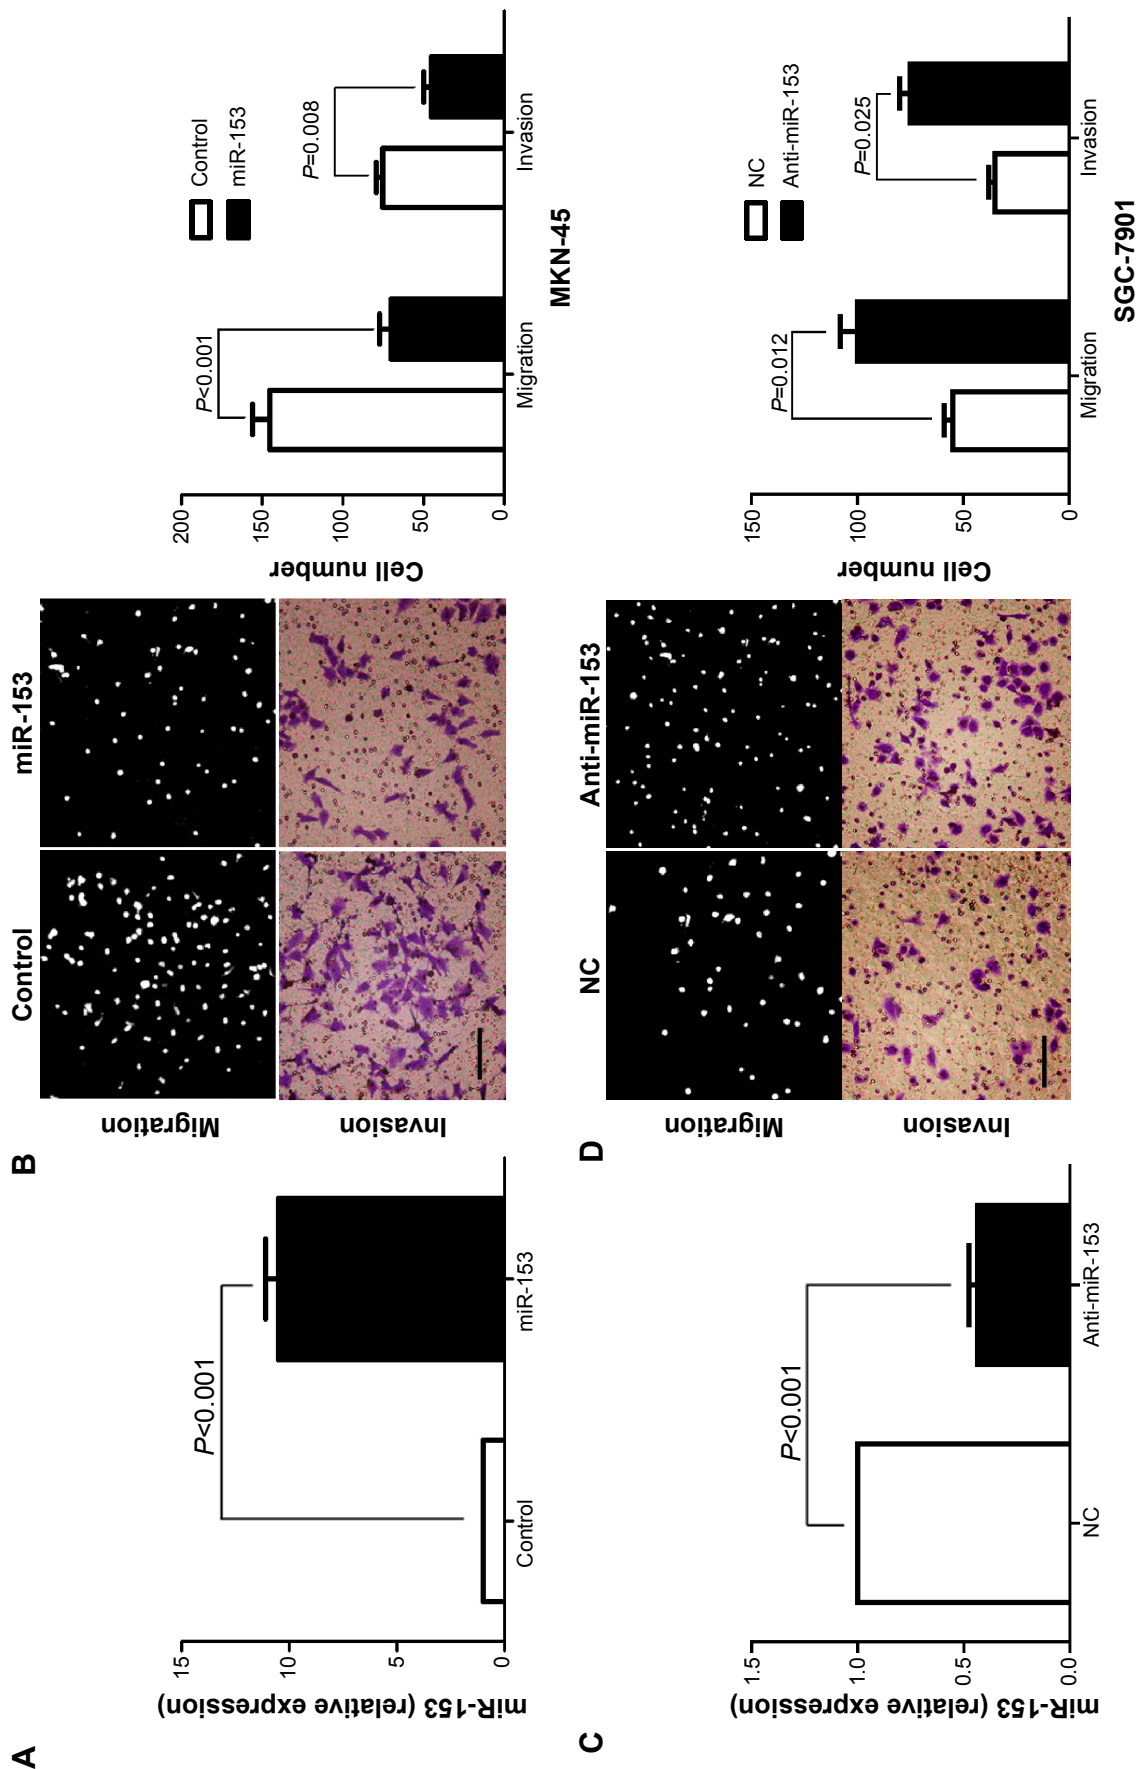 A
miR-153 (relative expression)
15
10
5
0
P<0.001
Control
miR-153
B
Control
miR-153
Migration
Invasion
Cell number
200
150
100
50
0
P<0.001
P=0.008
Control
miR-153
Migration
Invasion
MKN-45
C
miR-153 (relative expression)
1.5
1.0
0.5
0.0
P<0.001
NC
Anti-miR-153
D
NC
Anti-miR-153
Migration
Invasion
Cell number
150
100
50
0
P=0.012
P=0.025
NC
Anti-miR-153
Migration
Invasion
SGC-7901